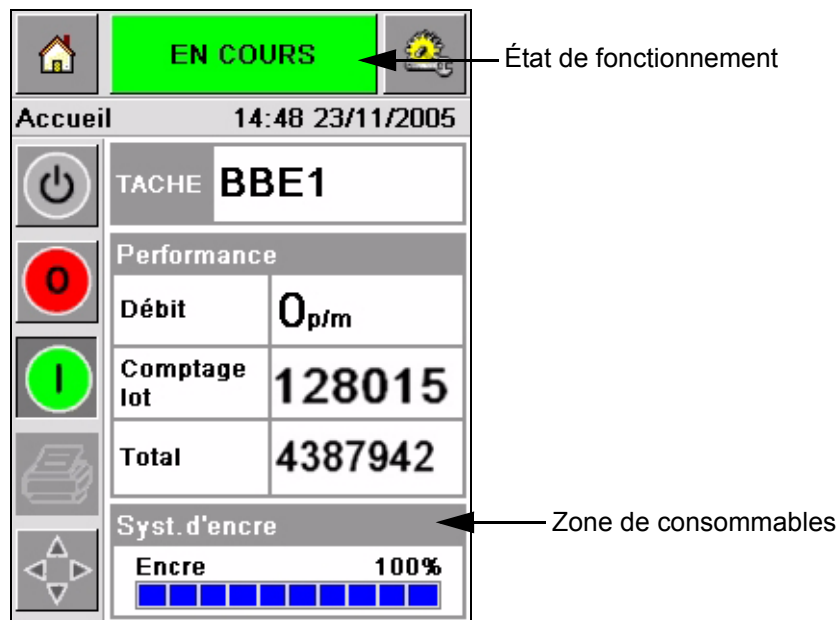 EN COURS
État de fonctionnement
Accueil 14:48 23/11/2005
TACHE BBE1
Performance
O
Débit 0p/m
I
Comptage
lot 128015
Total 4387942
Syst.d'encre
Zone de consommables
Encre 100%